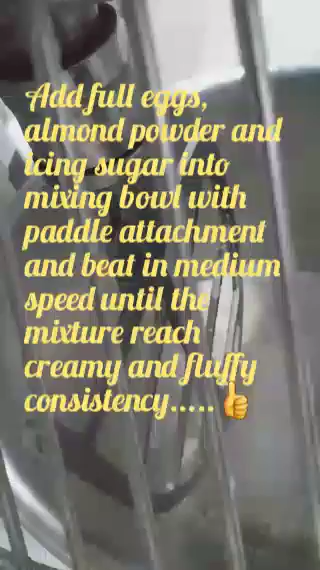 Add full eggs,
almond powder and
icing sugar into
mixing bowl with
paddle attachment
and beat in medium
speed until the
mixture reach
creamy and fluffy
consistency..... 👍